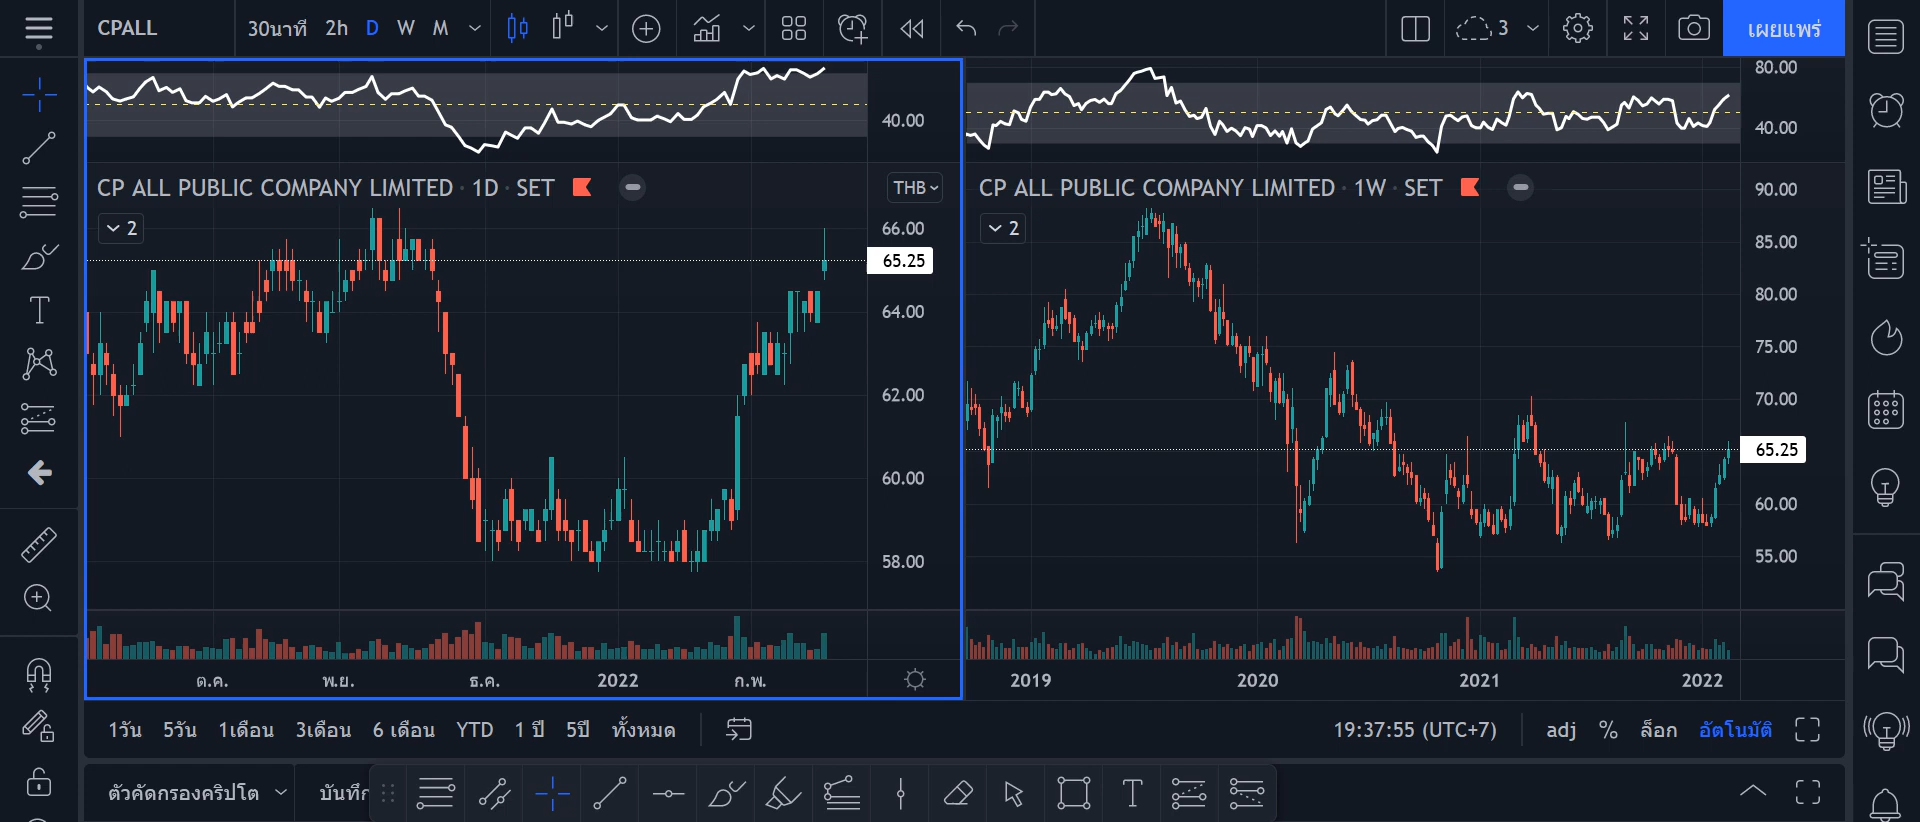 CPALL
30นาที 2h D W M
3
เผยแพร่
40.00
CP ALL PUBLIC COMPANY LIMITED · 1D · SET
THB
2
66.00
65.25
64.00
62.00
60.00
58.00
ต.ค. พ.ย. ธ.ค. 2022 ก.พ.
80.00
40.00
CP ALL PUBLIC COMPANY LIMITED · 1W · SET
2
90.00
85.00
80.00
75.00
70.00
65.25
60.00
55.00
2019 2020 2021 2022
1วัน 5วัน 1เดือน 3เดือน 6 เดือน YTD 1 ปี 5ปี ทั้งหมด
19:37:55 (UTC+7) adj % ล็อก อัตโนมัติ
ตัวคัดกรองคริปโต